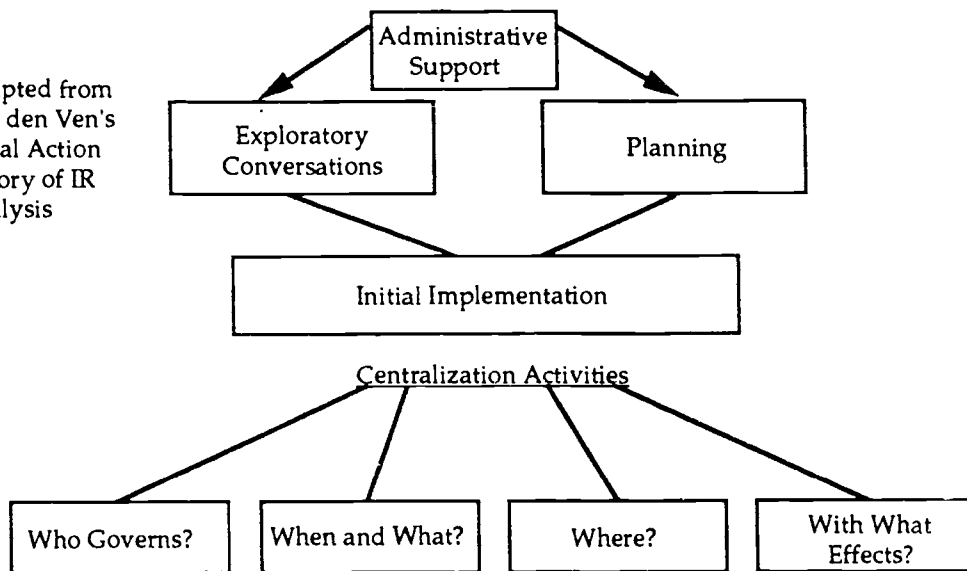 Administrative
Support
pted from
den Ven's
al Action
ory of IR
lysis
Exploratory
Conversations
Planning
Initial Implementation
Centralization Activities
Who Governs?
When and What?
Where?
With What
Effects?